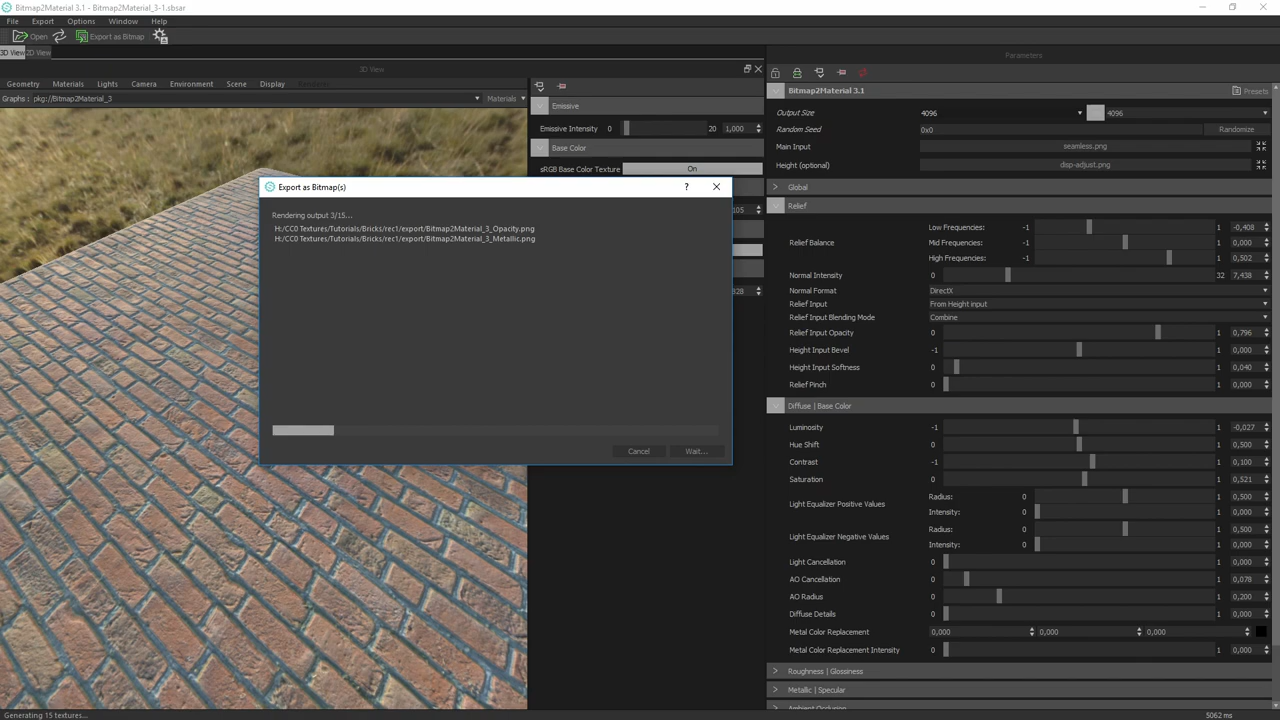 Bitmap2Material 3.1 - Bitmap2Material_3-1.sbsar
File Export Options Window Help
Open Export as Bitmap
3D View 2D View
3D View
Parameters
Geometry Materials Lights Camera Environment Scene Display
Graphs : pkg://Bitmap2Material_3 Materials
Emissive
Emissive Intensity 0 20 1,000
Base Color
sRGB Base Color Texture On
105
828
Export as Bitmap(s) ?
Rendering output 3/15...
H:/CC0 Textures/Tutorials/Bricks/rec1/export/Bitmap2Material_3_Opacity.png
H:/CC0 Textures/Tutorials/Bricks/rec1/export/Bitmap2Material_3_Metallic.png
Cancel Wait...
Bitmap2Material 3.1 Presets
Output Size 4096 4096
Random Seed 0x0 Randomize
Main Input seamless.png
Height (optional) disp-adjust.png
Global
Relief
Low Frequencies: -1 1 -0,408
Relief Balance Mid Frequencies: -1 1 0,000
High Frequencies: -1 1 0,502
Normal Intensity 0 32 7,438
Normal Format DirectX
Relief Input From Height input
Relief Input Blending Mode Combine
Relief Input Opacity 0 1 0,796
Height Input Bevel -1 1 0,000
Height Input Softness 0 1 0,040
Relief Pinch 0 1 0,000
Diffuse | Base Color
Luminosity -1 1 -0,027
Hue Shift 0 1 0,500
Contrast -1 1 0,100
Saturation 0 1 0,521
Light Equalizer Positive Values Radius: 0 1 0,500
Intensity: 0 1 0,000
Light Equalizer Negative Values Radius: 0 1 0,500
Intensity: 0 1 0,000
Light Cancellation 0 1 0,000
AO Cancellation 0 1 0,078
AO Radius 0 1 0,200
Diffuse Details 0 1 0,000
Metal Color Replacement 0,000 0,000 0,000
Metal Color Replacement Intensity 0 1 0,000
Roughness | Glossiness
Metallic | Specular
Ambient Occlusion
Generating 15 textures... 5062 ms